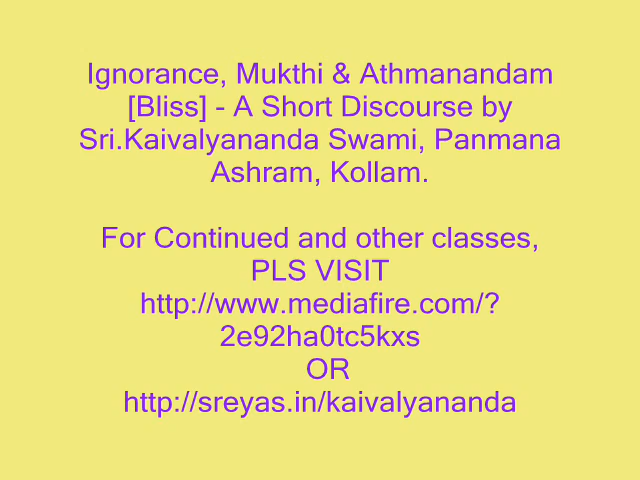 Ignorance, Mukthi & Athmanandam
[Bliss] - A Short Discourse by
Sri.Kaivalyananda Swami, Panmana
Ashram, Kollam.
For Continued and other classes,
PLS VISIT
http://www.mediafire.com/?
2e92ha0tc5kxs
OR
http://sreyas.in/kaivalyananda